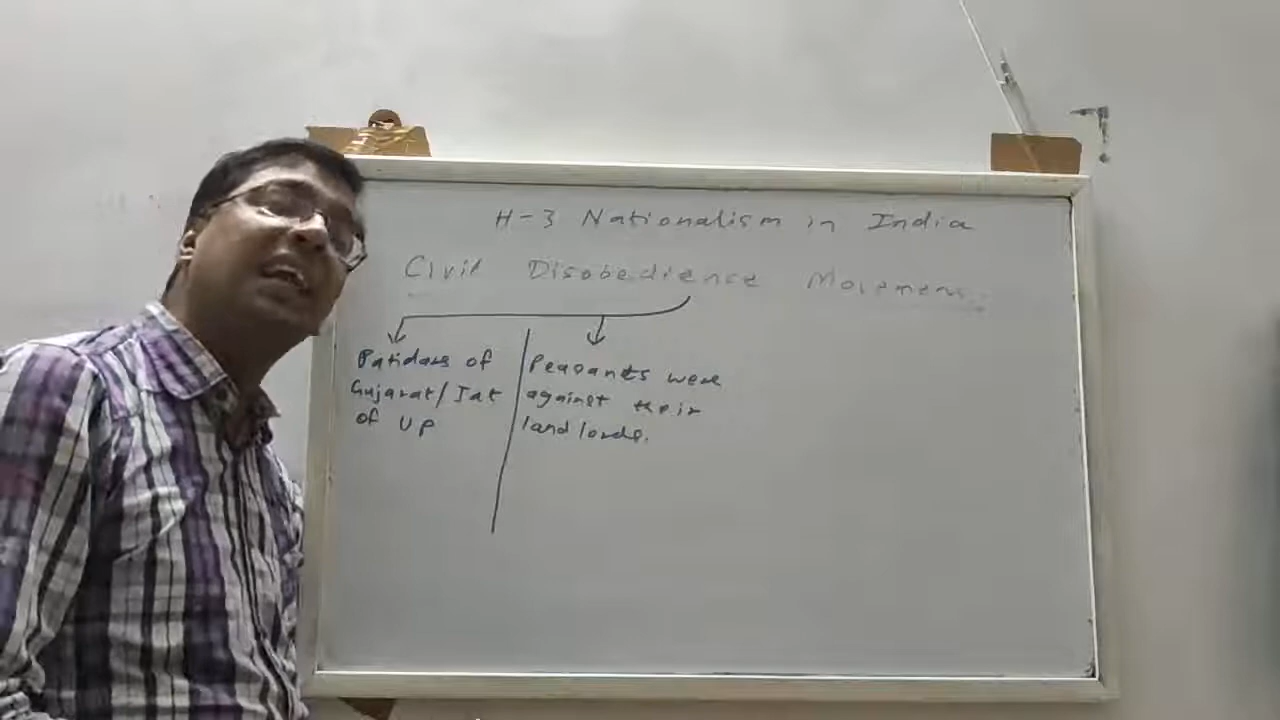 H-3 Nationalism in India
Civil Disobedience Movement
Patidars of
Gujarat/Jat
of UP
Peasants were
against their
landlords.